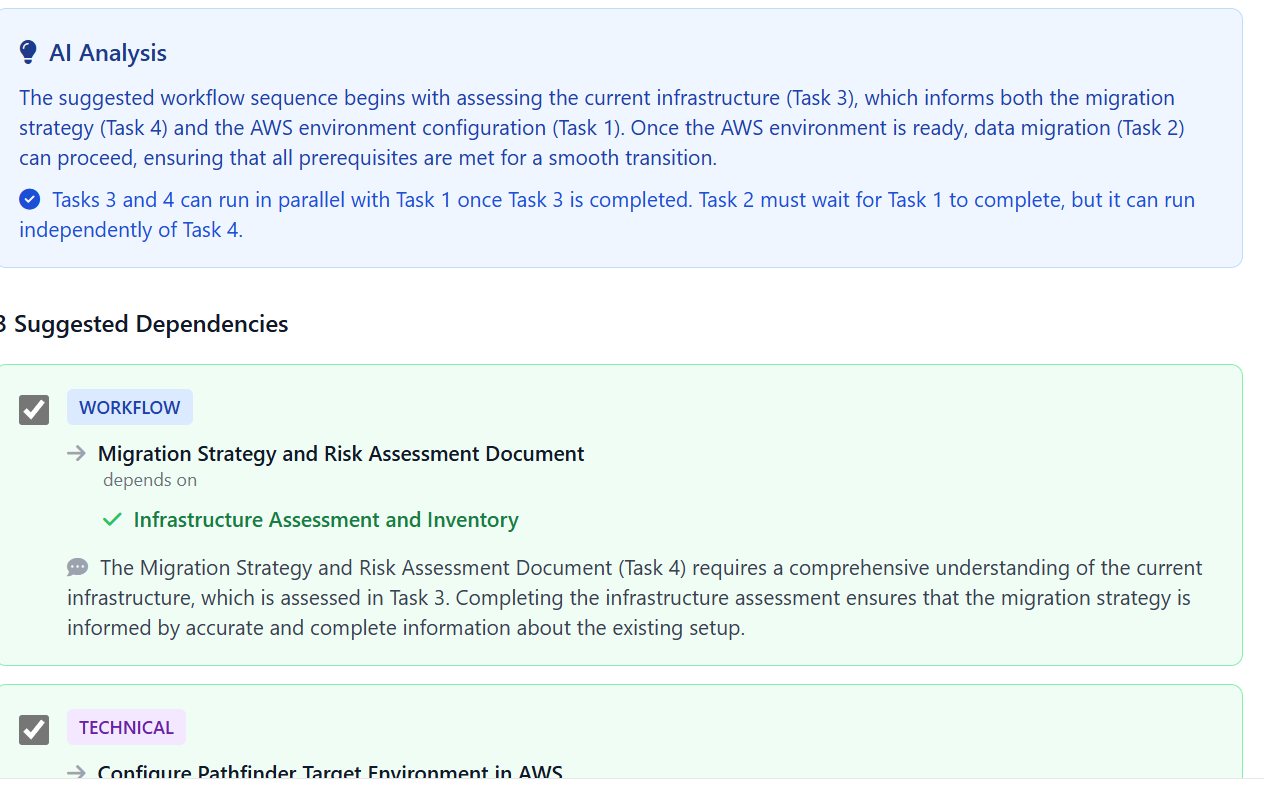 AI Analysis
The suggested workflow sequence begins with assessing the current infrastructure (Task 3), which informs both the migration
strategy (Task 4) and the AWS environment configuration (Task 1). Once the AWS environment is ready, data migration (Task 2)
can proceed, ensuring that all prerequisites are met for a smooth transition.
Tasks 3 and 4 can run in parallel with Task 1 once Task 3 is completed. Task 2 must wait for Task 1 to complete, but it can run
independently of Task 4.
3 Suggested Dependencies
WORKFLOW
Migration Strategy and Risk Assessment Document
depends on
Infrastructure Assessment and Inventory
The Migration Strategy and Risk Assessment Document (Task 4) requires a comprehensive understanding of the current
infrastructure, which is assessed in Task 3. Completing the infrastructure assessment ensures that the migration strategy is
informed by accurate and complete information about the existing setup.
TECHNICAL
Configure Pathfinder Target Environment in AWS